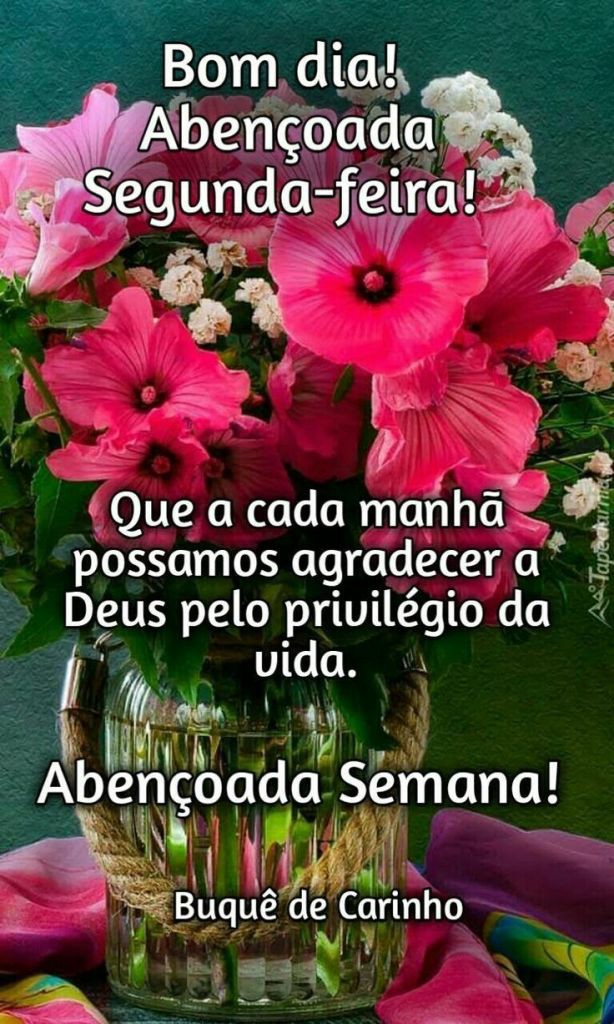 Bom dia!
Abençoada
Segunda-feira!
Que a cada manhã
possamos agradecer a
Deus pelo privilégio da
vida.
Abençoada Semana!
Buquê de Carinho